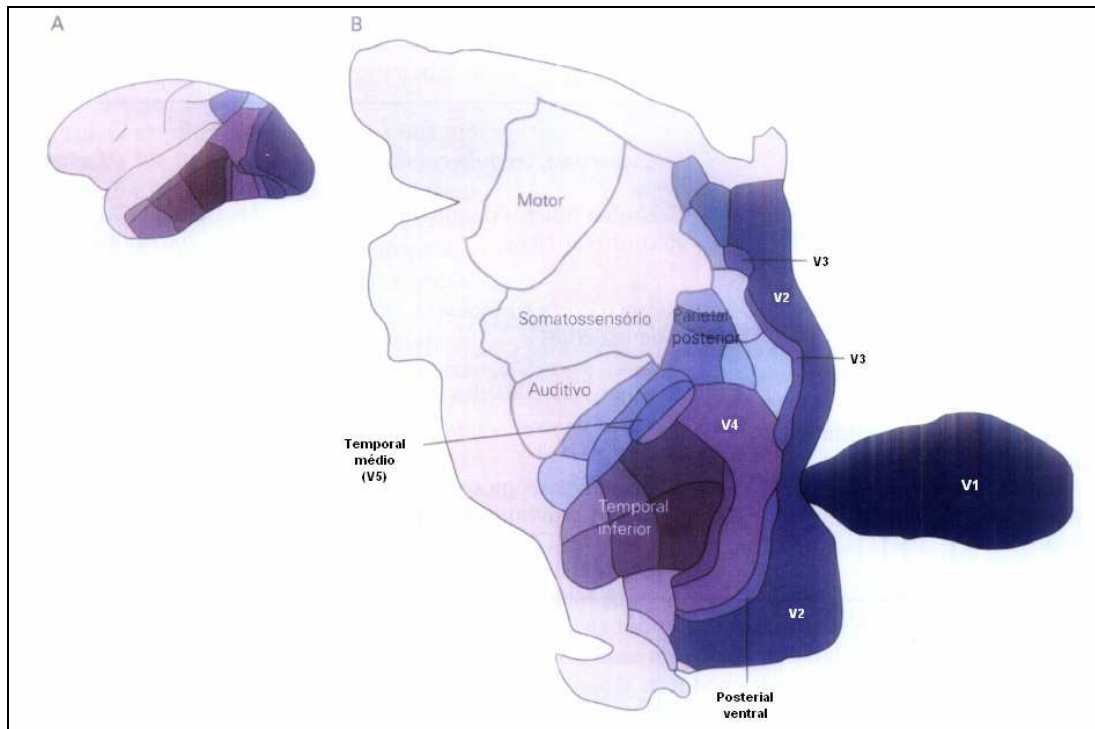 A
B
Motor
V3
V2
Somatossensório
Parietal
posterior
V3
Auditivo
V4
Temporal
médio
(V5)
V1
Temporal
inferior
V2
Posterial
ventral